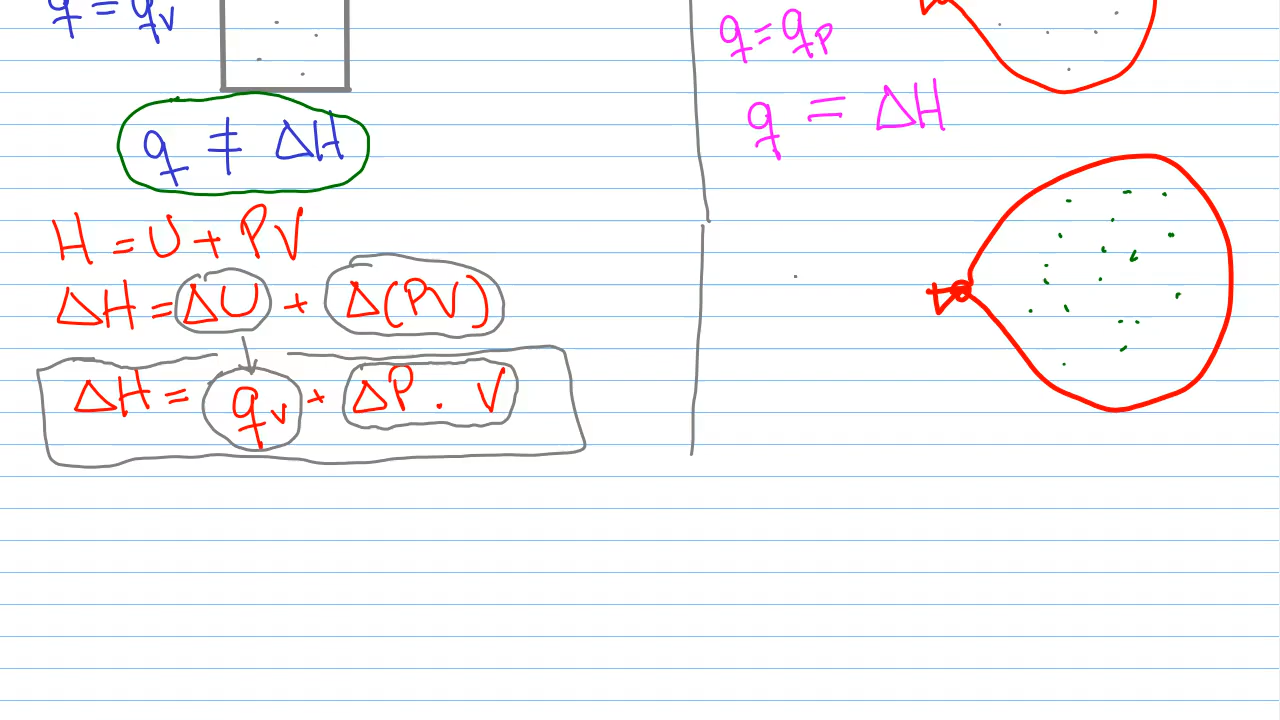 q = qᵥ
q ≠ ΔH
H = U + PV
ΔH = ΔU + Δ(PV)
ΔH = qᵥ + ΔP . V
q = qₚ
q = ΔH